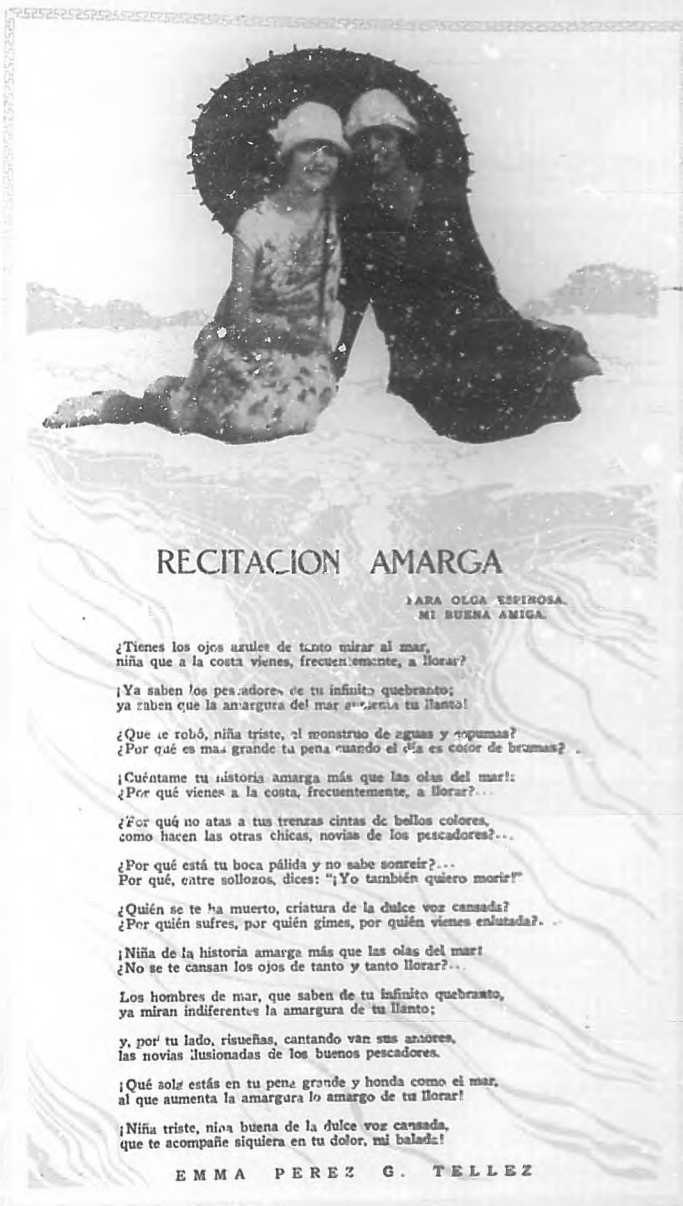 RECITACION AMARGA
PARA OLGA ESPINOSA.
MI BUENA AMIGA.
¿Tienes los ojos azules de tanto mirar al mar,
niña que a la costa vienes, frecuentemente, a llorar?
¡Ya saben los pescadores de tu infinito quebranto;
ya saben que la amargura del mar aumenta tu llanto!
¿Que te robó, niña triste, el monstruo de aguas y espumas?
¿Por qué es mas grande tu pena cuando el día es color de brumas? ..
¡Cuéntame tu historia amarga más que las olas del mar!:
¿Por qué vienes a la costa, frecuentemente, a llorar?...
¿For qué no atas a tus trenzas cintas de bellos colores,
como hacen las otras chicas, novias de los pescadores?...
¿Por qué está tu boca pálida y no sabe sonreir?...
Por qué, entre sollozos, dices: "¡Yo también quiero morir!"
¿Quién se te ha muerto, criatura de la dulce voz cansada?
¿Por quién sufres, por quién gimes, por quién vienes enlutada?...
¡Niña de la historia amarga más que las olas del mar!
¿No se te cansan los ojos de tanto y tanto llorar?...
Los hombres de mar, que saben de tu infinito quebranto,
ya miran indiferentes la amargura de tu llanto;
y, por tu lado, risueñas, cantando van sus amores,
las novias ilusionadas de los buenos pescadores.
¡Qué sola estás en tu pena grande y honda como el mar,
al que aumenta la amargura lo amargo de tu llorar!
¡Niña triste, nina buena de la dulce voz cansada,
que te acompañe siquiera en tu dolor, mi balada!
EMMA PEREZ G. TELLEZ